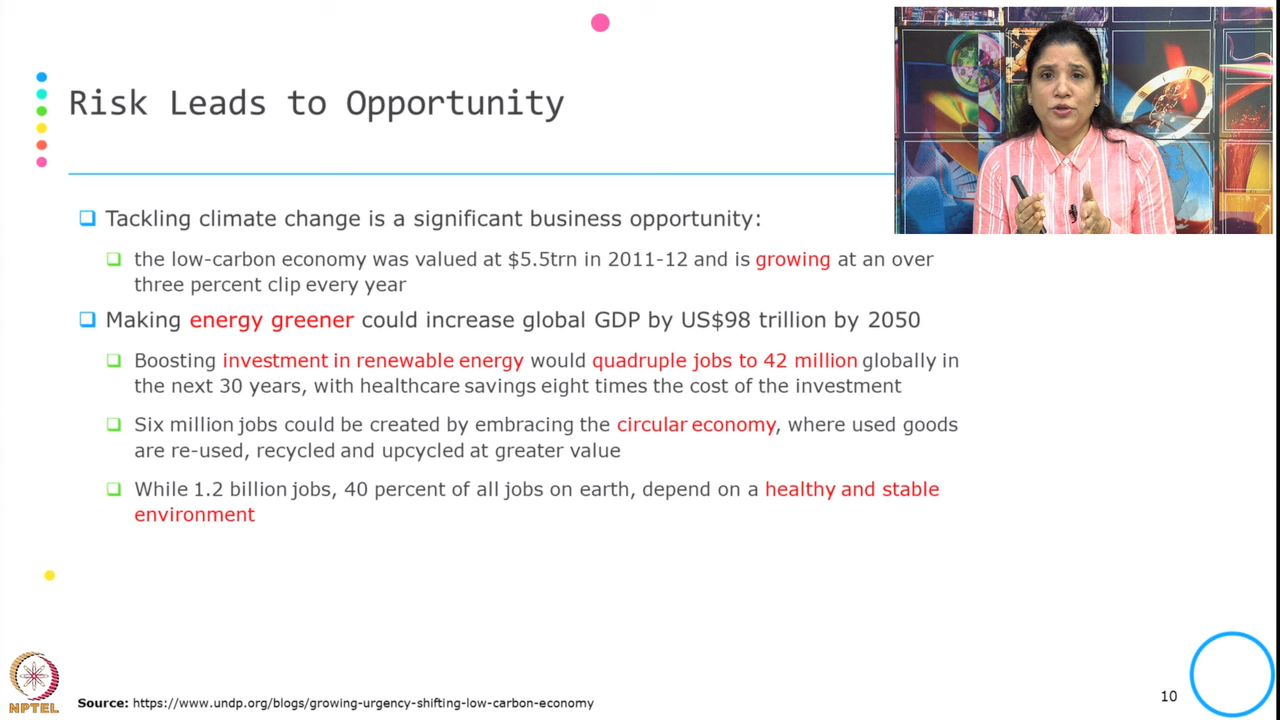 Risk Leads to Opportunity
Tackling climate change is a significant business opportunity:
the low-carbon economy was valued at $5.5trn in 2011-12 and is growing at an over
three percent clip every year
Making energy greener could increase global GDP by US$98 trillion by 2050
Boosting investment in renewable energy would quadruple jobs to 42 million globally in
the next 30 years, with healthcare savings eight times the cost of the investment
Six million jobs could be created by embracing the circular economy, where used goods
are re-used, recycled and upcycled at greater value
While 1.2 billion jobs, 40 percent of all jobs on earth, depend on a healthy and stable
environment
NPTEL
Source: https://www.undp.org/blogs/growing-urgency-shifting-low-carbon-economy
10